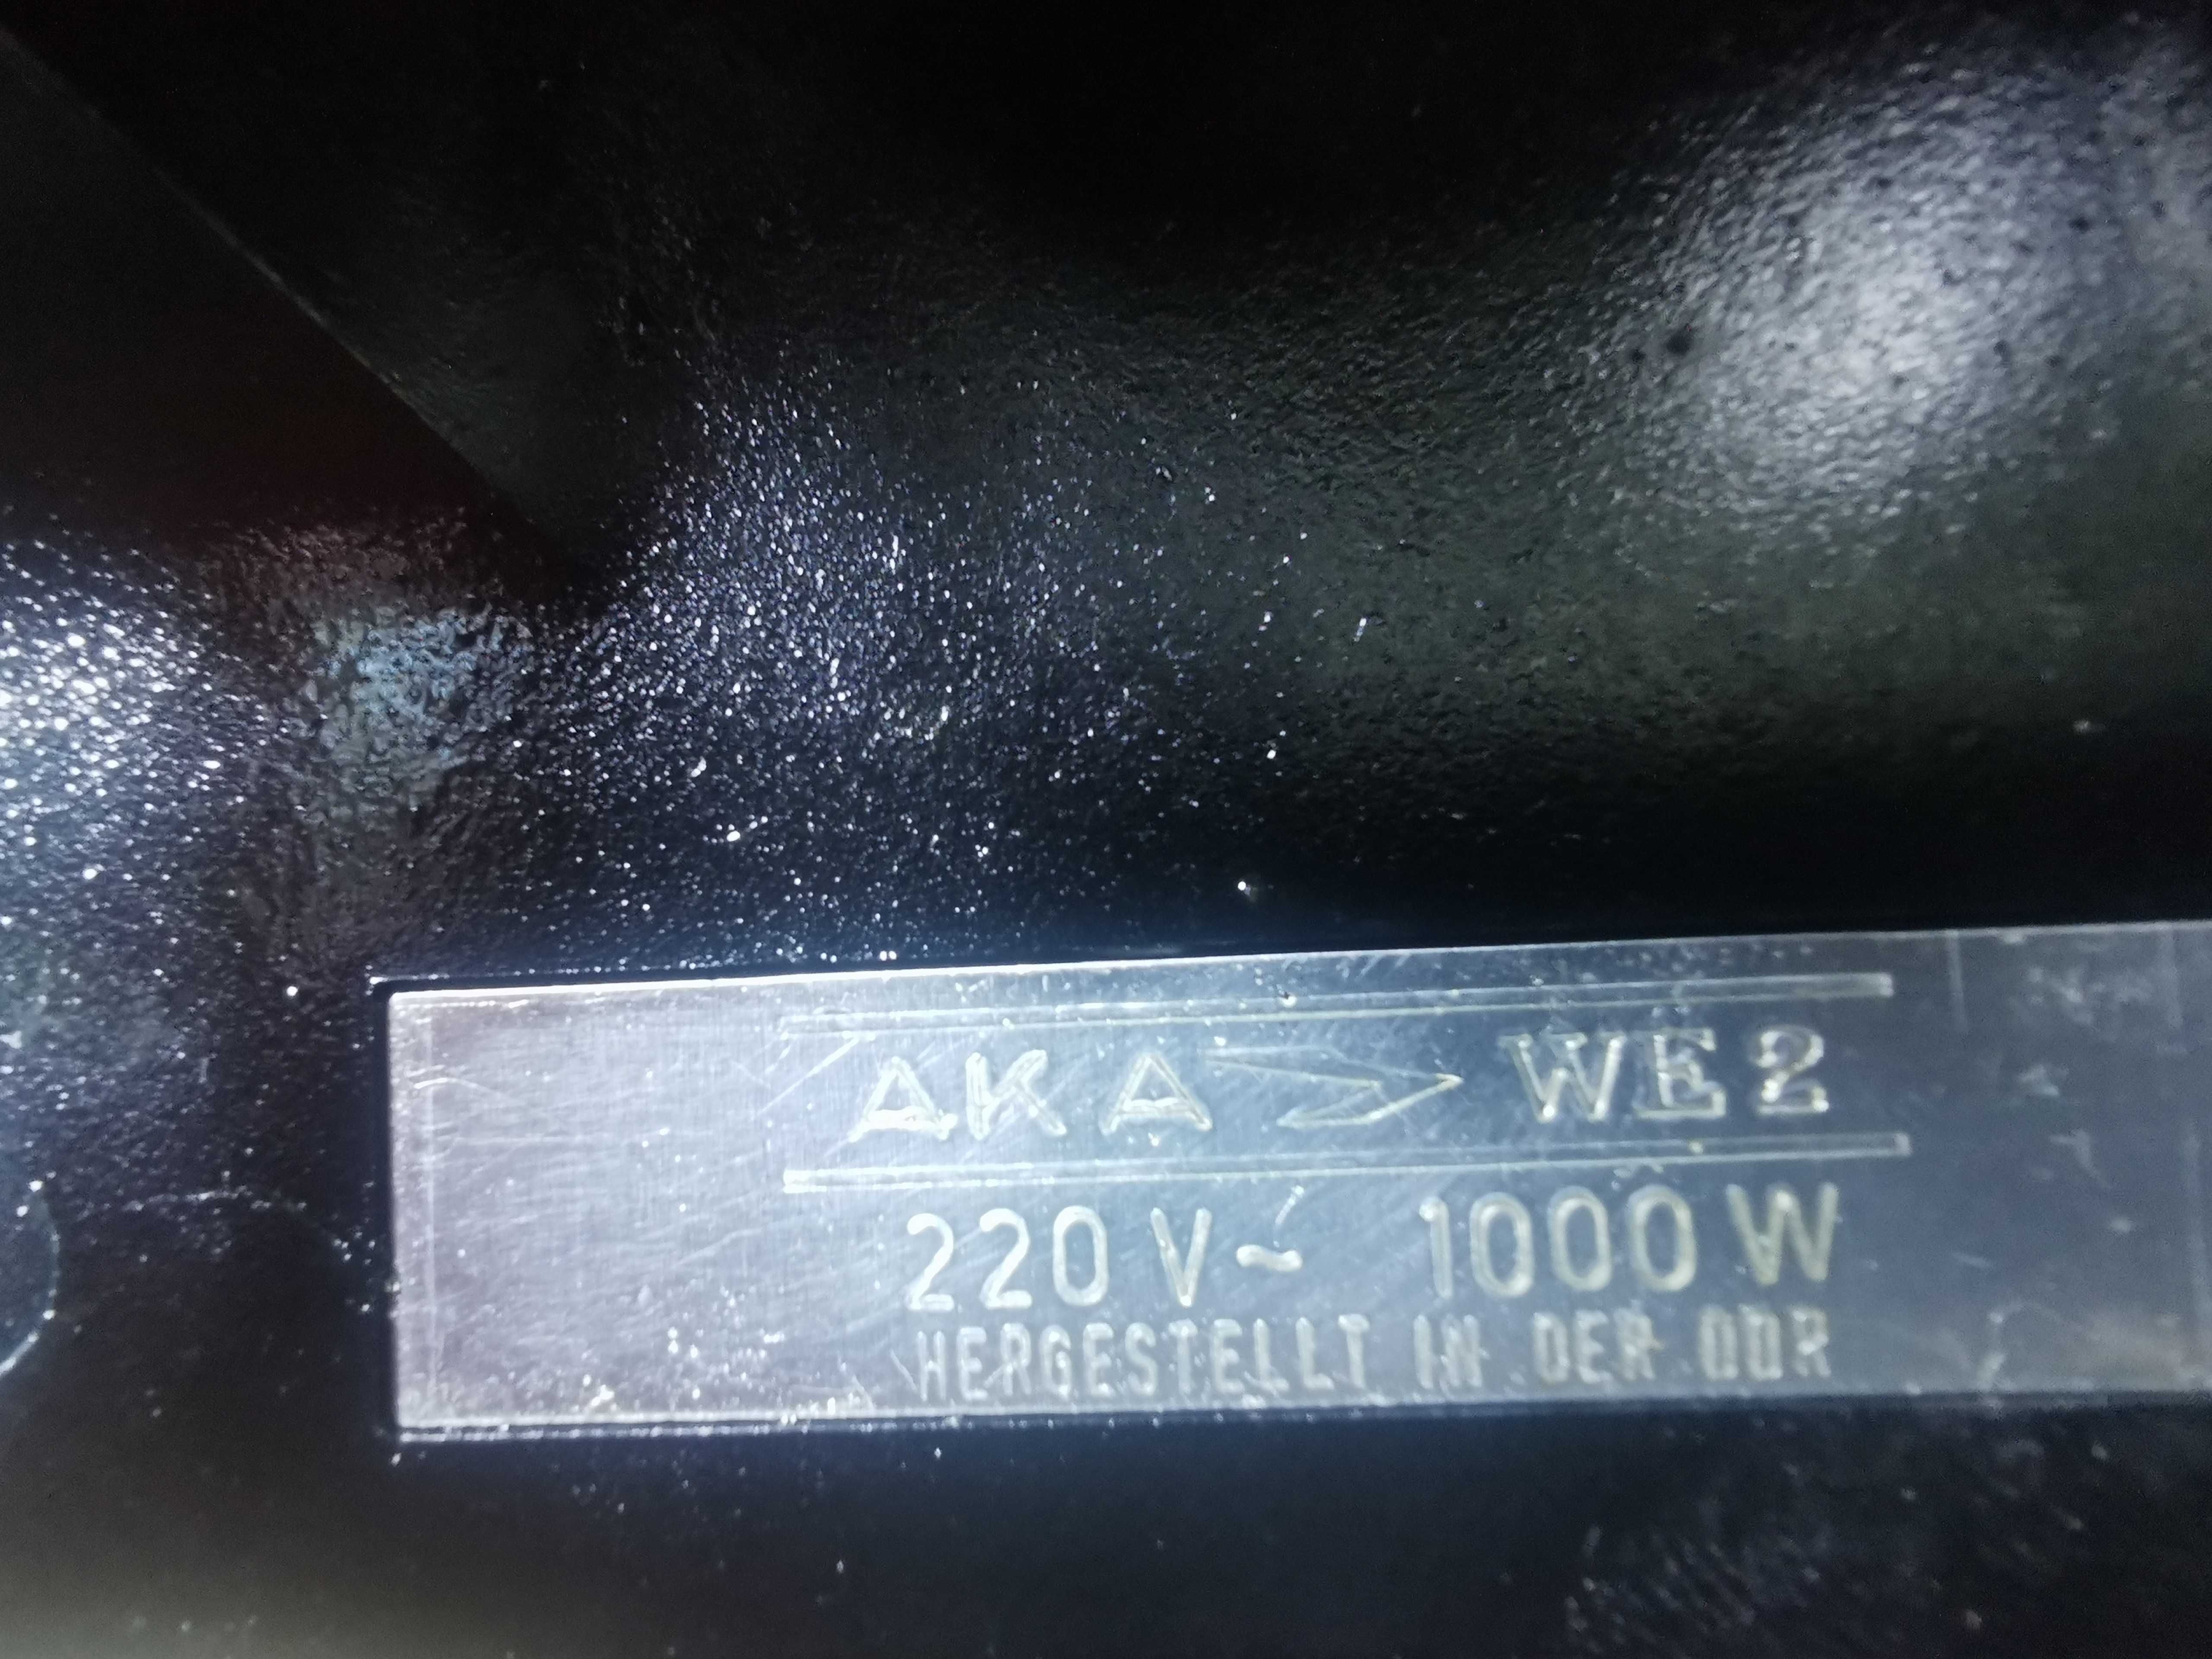 AKA WE2
220 V~ 1000 W
HERGESTELLT IN DER DDR